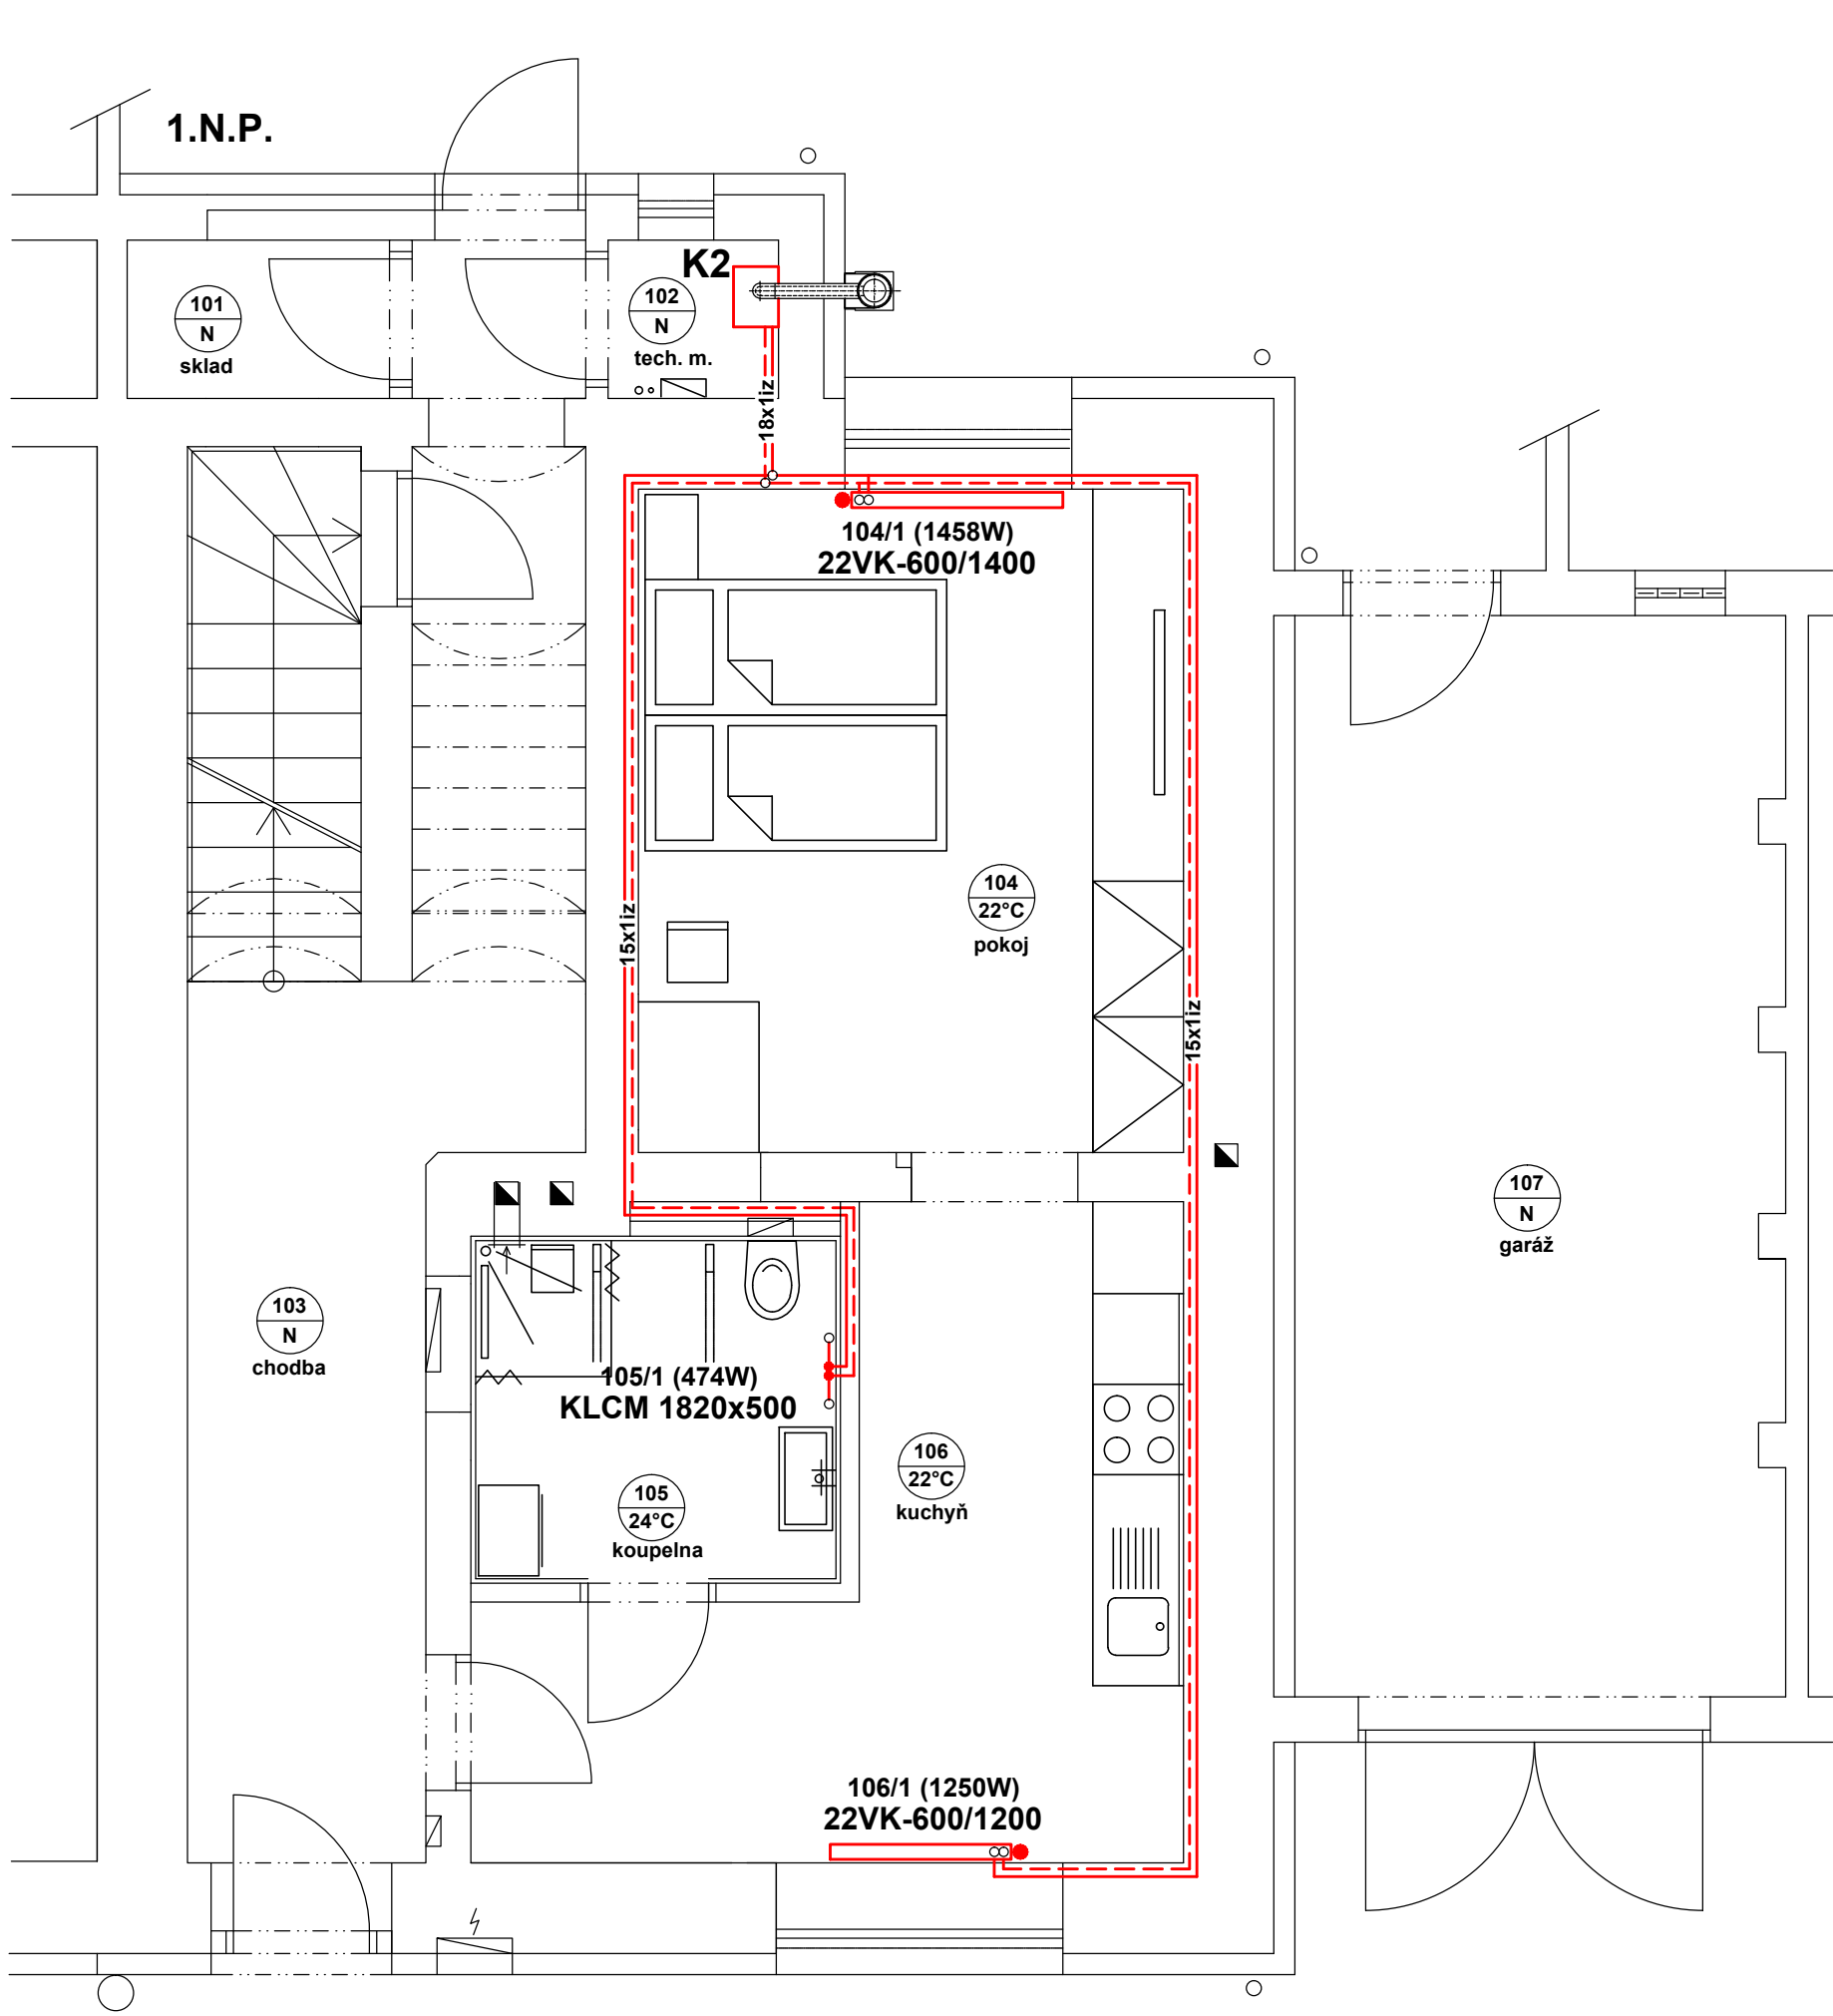 1.N.P.
K2
101
N
sklad
102
N
tech. m.
18x1iz
104/1 (1458W)
22VK-600/1400
104
22°C
pokoj
15x1iz
15x1iz
107
N
garáž
103
N
chodba
105/1 (474W)
KLCM 1820x500
106
22°C
kuchyň
105
24°C
koupelna
106/1 (1250W)
22VK-600/1200